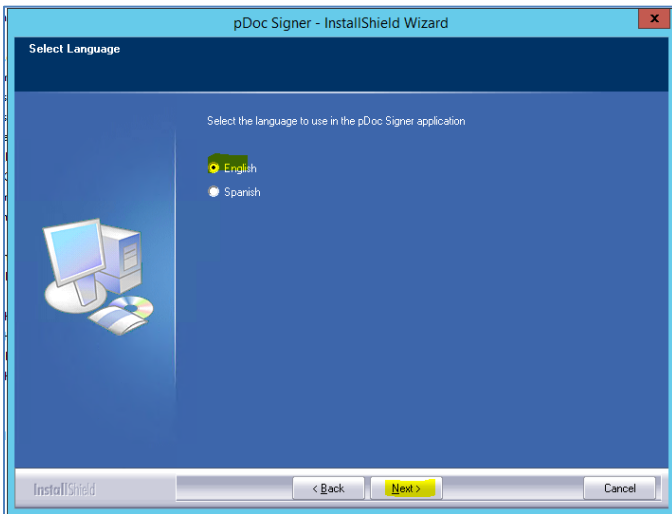 pDoc Signer - InstallShield Wizard
x
Select Language
Select the language to use in the pDoc Signer application
English
Spanish
InstallShield
< Back
Next >
Cancel